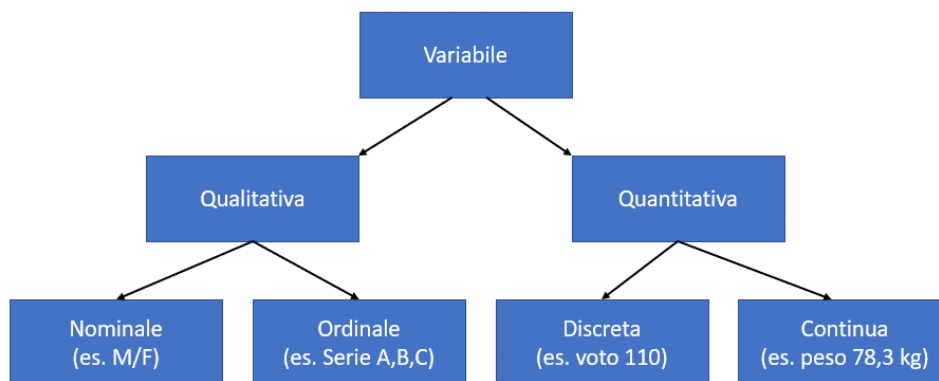 Variabile
Qualitativa
Quantitativa
Nominale
(es. M/F)
Ordinale
(es. Serie A,B,C)
Discreta
(es. voto 110)
Continua
(es. peso 78,3 kg)